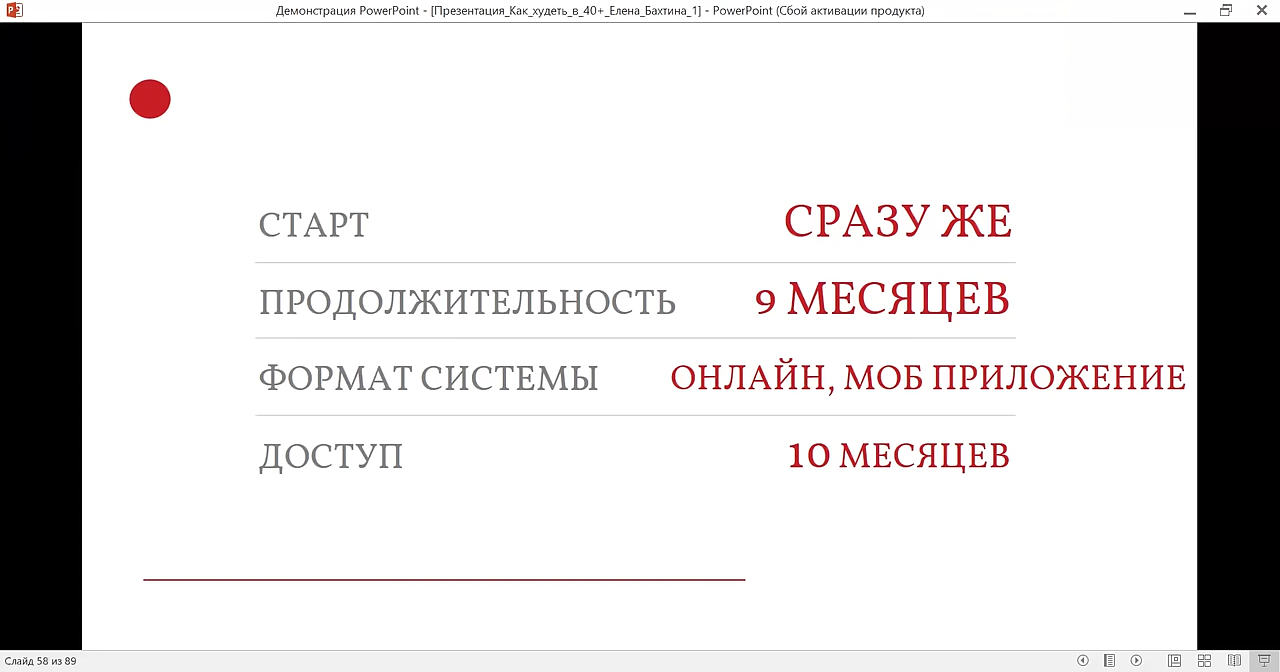 Демонстрация PowerPoint - [Презентация_Как_худеть_в_40+_Елена_Бахтина_1] - PowerPoint (Сбой активации продукта)
СТАРТ СРАЗУ ЖЕ
ПРОДОЛЖИТЕЛЬНОСТЬ 9 МЕСЯЦЕВ
ФОРМАТ СИСТЕМЫ ОНЛАЙН, МОБ ПРИЛОЖЕНИЕ
ДОСТУП 10 МЕСЯЦЕВ
Слайд 58 из 89